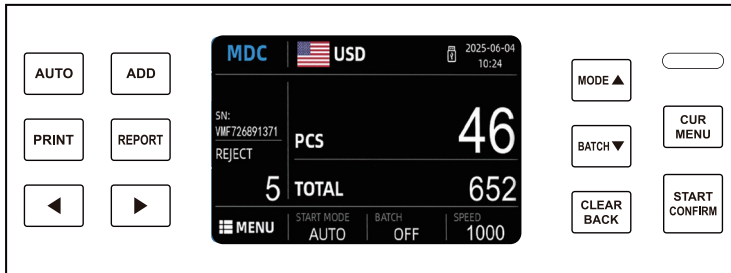 AUTO
ADD
PRINT
REPORT
MDC
USD
2025-06-04
10:24
SN:
VMF726891371
REJECT
5
PCS
46
TOTAL
652
MENU
START MODE
AUTO
BATCH
OFF
SPEED
1000
MODE
BATCH
CLEAR
BACK
CUR
MENU
START
CONFIRM